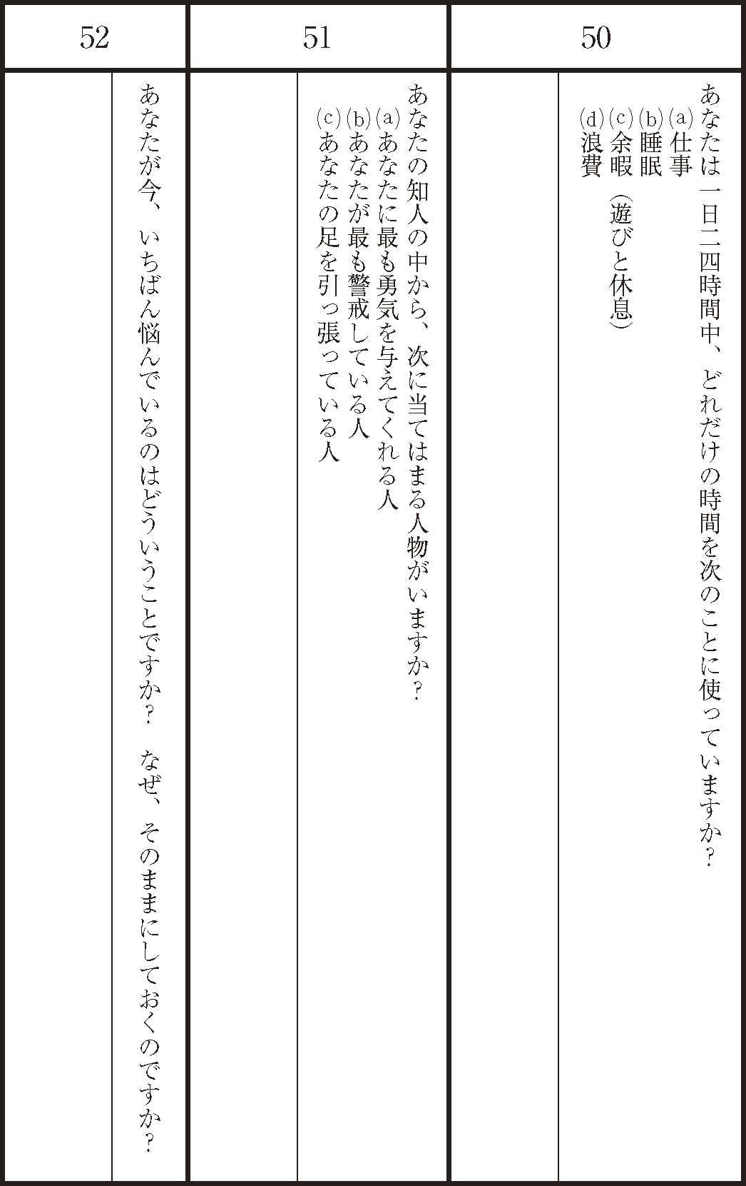 50
あなたは一日二四時間中、どれだけの時間を次のことに使っていますか？
(a)仕事
(b)睡眠
(c)余暇（遊びと休息）
(d)浪費
51
あなたの知人の中から、次に当てはまる人物がいますか？
(a)あなたに最も勇気を与えてくれる人
(b)あなたが最も警戒している人
(c)あなたの足を引っ張っている人
52
あなたが今、いちばん悩んでいるのはどういうことですか？　なぜ、そのままにしておくのですか？